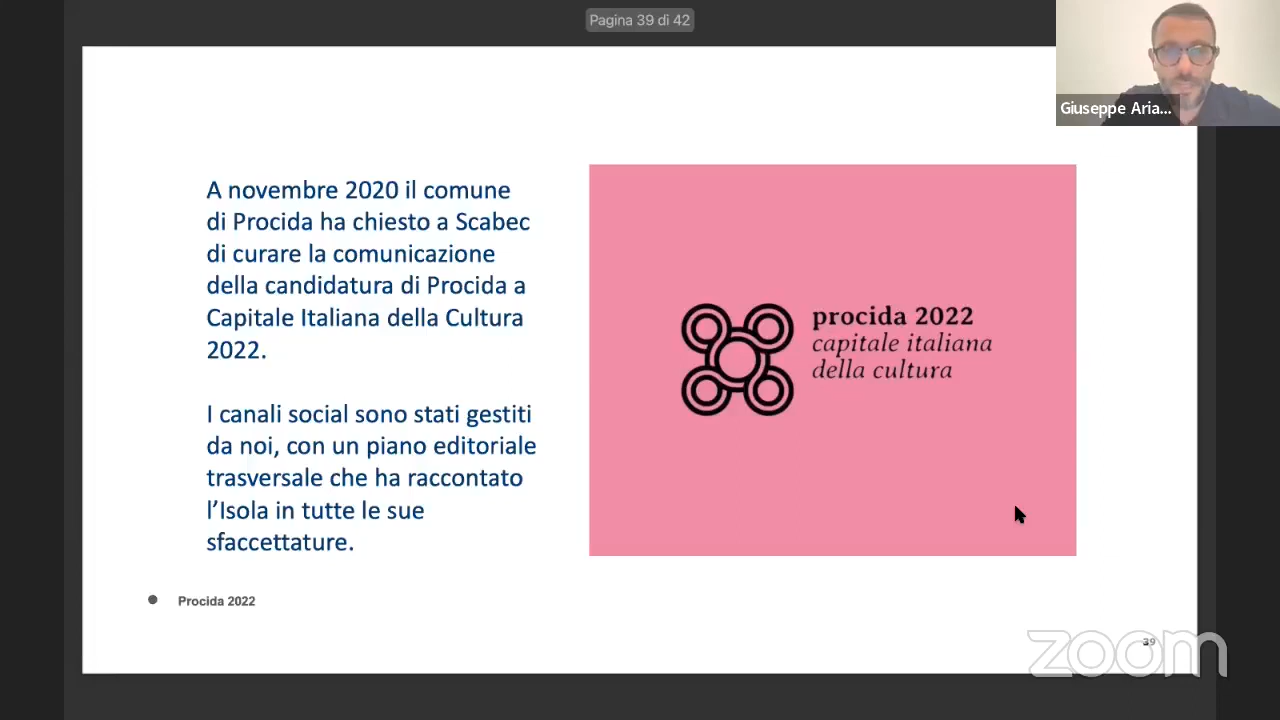 Pagina 39 di 42
Giuseppe Aria...
A novembre 2020 il comune
di Procida ha chiesto a Scabec
di curare la comunicazione
della candidatura di Procida a
Capitale Italiana della Cultura
2022.
I canali social sono stati gestiti
da noi, con un piano editoriale
trasversale che ha raccontato
l’Isola in tutte le sue
sfaccettature.
procida 2022
capitale italiana
della cultura
Procida 2022
39
zoom